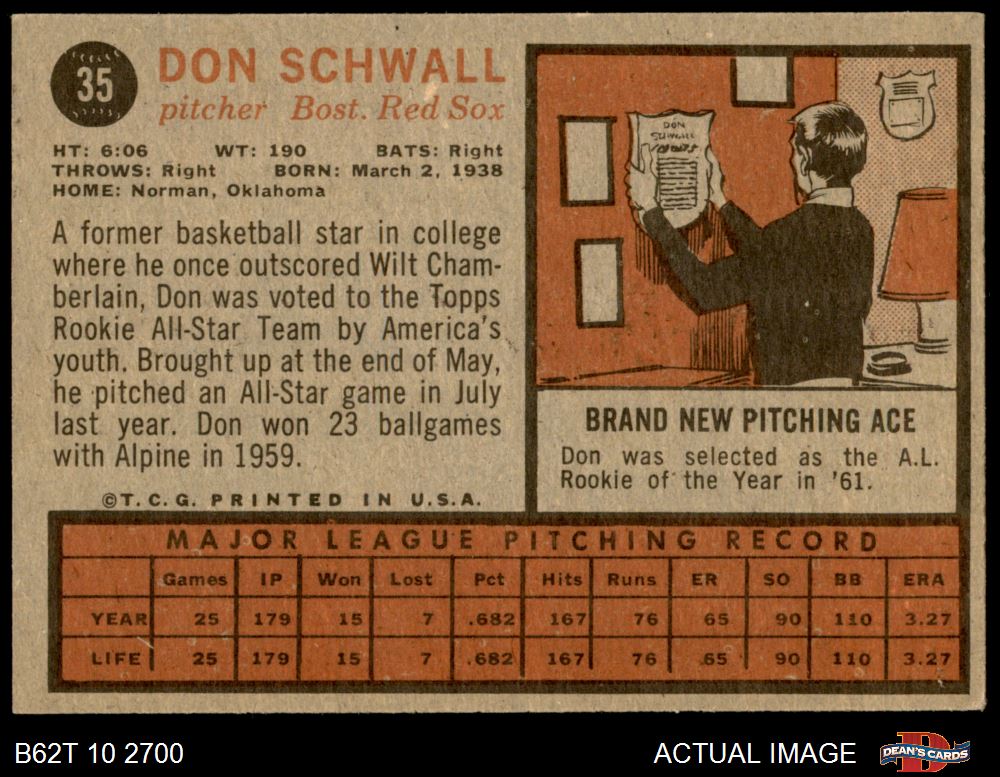 35
DON SCHWALL
pitcher Bost. Red Sox
HT: 6:06 WT: 190 BATS: Right
THROWS: Right BORN: March 2, 1938
HOME: Norman, Oklahoma
A former basketball star in college
where he once outscored Wilt Cham-
berlain, Don was voted to the Topps
Rookie All-Star Team by America's
youth. Brought up at the end of May,
he pitched an All-Star game in July
last year. Don won 23 ballgames
with Alpine in 1959.
©T.C.G. PRINTED IN U.S.A.
DON
SCHWALL
BRAND NEW PITCHING ACE
Don was selected as the A.L.
Rookie of the Year in '61.
MAJOR LEAGUE PITCHING RECORD
Games IP Won Lost Pct Hits Runs ER SO BB ERA
YEAR 25 179 15 7 .682 167 76 65 90 110 3.27
LIFE 25 179 15 7 .682 167 76 65 90 110 3.27
B62T 10 2700
ACTUAL IMAGE
D
DEAN'S CARDS